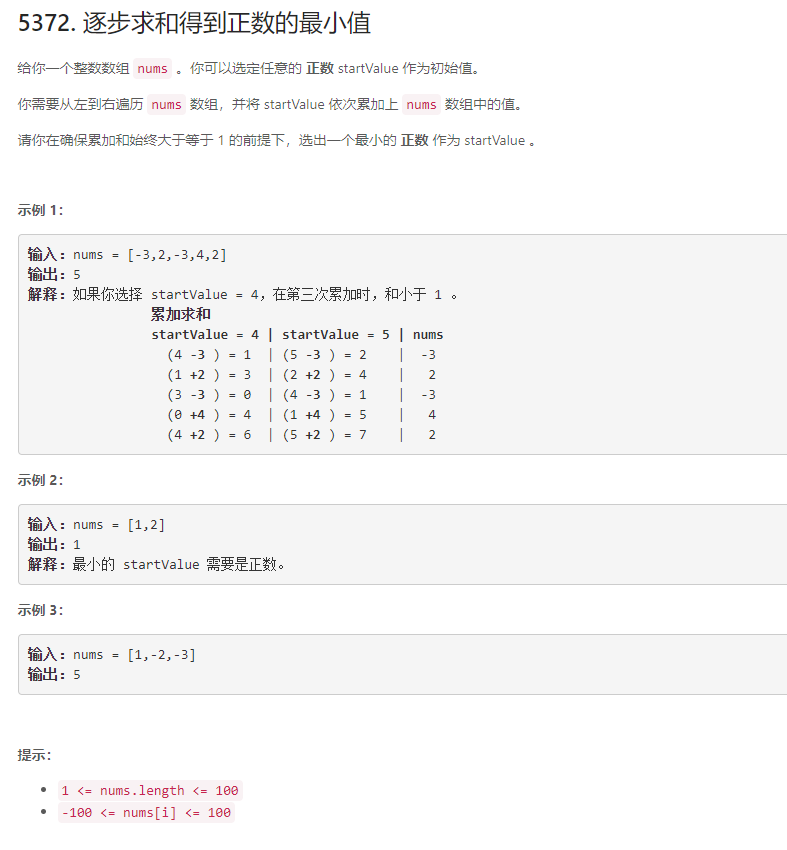 5372. 逐步求和得到正数的最小值
给你一个整数数组 nums 。你可以选定任意的 正数 startValue 作为初始值。
你需要从左到右遍历 nums 数组，并将 startValue 依次累加上 nums 数组中的值。
请你在确保累加和始终大于等于 1 的前提下，选出一个最小的 正数 作为 startValue 。
示例 1：
输入：nums = [-3,2,-3,4,2]
输出：5
解释：如果你选择 startValue = 4，在第三次累加时，和小于 1 。
累加求和
startValue = 4 | startValue = 5 | nums
(4 -3 ) = 1 | (5 -3 ) = 2 | -3
(1 +2 ) = 3 | (2 +2 ) = 4 | 2
(3 -3 ) = 0 | (4 -3 ) = 1 | -3
(0 +4 ) = 4 | (1 +4 ) = 5 | 4
(4 +2 ) = 6 | (5 +2 ) = 7 | 2
示例 2：
输入：nums = [1,2]
输出：1
解释：最小的 startValue 需要是正数。
示例 3：
输入：nums = [1,-2,-3]
输出：5
提示：
• 1 <= nums.length <= 100
• -100 <= nums[i] <= 100